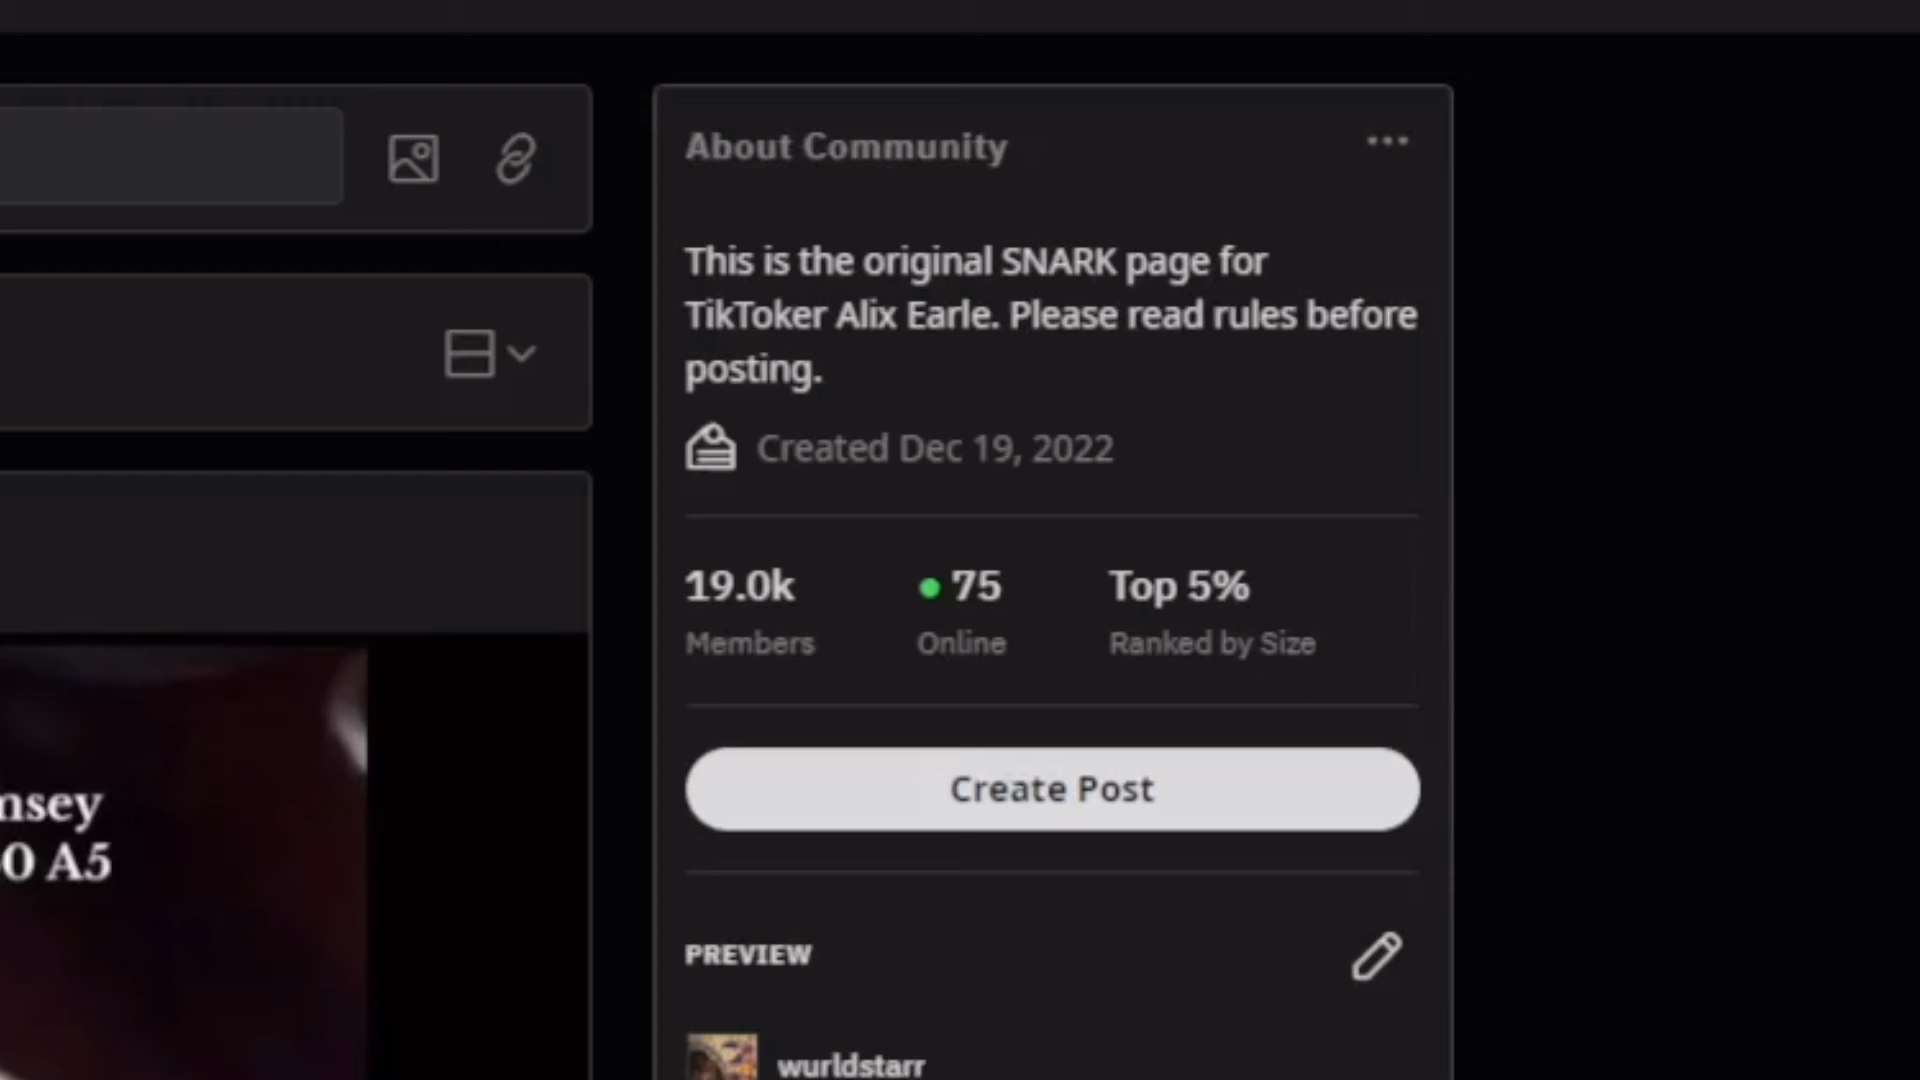 About Community
This is the original SNARK page for
TikToker Alix Earle. Please read rules before
posting.
Created Dec 19, 2022
19.0k 75 Top 5%
Members Online Ranked by Size
Create Post
msey
0 A5
PREVIEW
wurldstarr